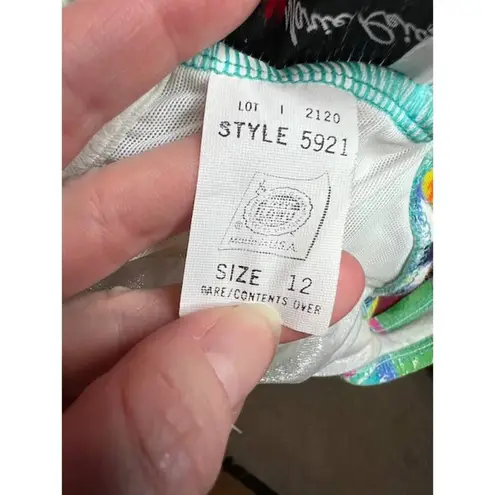 LOT 1 2120
STYLE 5921
MADE IN U.S.A.
SIZE 12
CARE/CONTENTS OVER